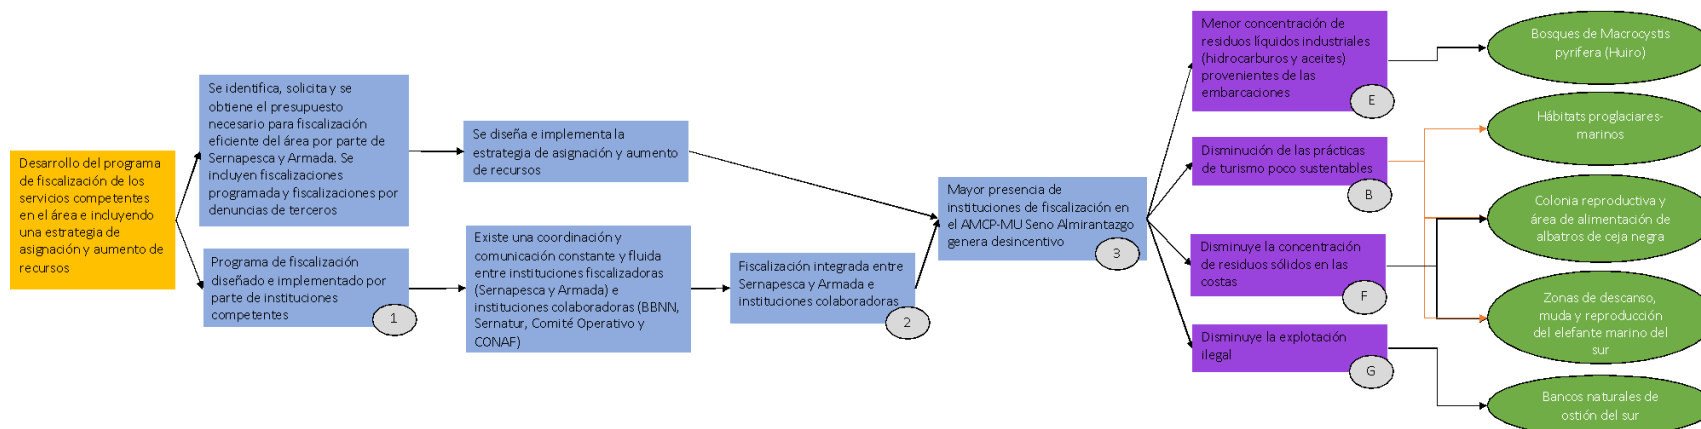 Desarrollo del programa
de fiscalización de los
servicios competentes
en el área e incluyendo
una estrategia de
asignación y aumento de
recursos
Se identifica, solicita y se
obtiene el presupuesto
necesario para fiscalización
eficiente del área por parte de
Sernapesca y Armada. Se
incluyen fiscalizaciones
programada y fiscalizaciones por
denuncias de terceros
Programa de fiscalización
diseñado e implementado por
parte de instituciones
competentes
1
Se diseña e implementa la
estrategia de asignación y aumento
de recursos
Existe una coordinación y
comunicación constante y fluida
entre instituciones fiscalizadoras
(Sernapesca y Armada) e
instituciones colaboradoras (BBNN,
Sernatur, Comité Operativo y
CONAF)
Fiscalización integrada entre
Sernapesca y Armada e
instituciones colaboradoras
2
Mayor presencia de
instituciones de fiscalización en
el AMCP-MU Seno Almirantazgo
genera desincentivo
3
Menor concentración de
residuos líquidos industriales
(hidrocarburos y aceites)
provenientes de las
embarcaciones
E
Disminución de las prácticas
de turismo poco sustentables
B
Disminuye la concentración
de residuos sólidos en las
costas
F
Disminuye la explotación
ilegal
G
Bosques de Macrocystis
pyrifera (Huiro)
Hábitats proglaciares-
marinos
Colonia reproductiva y
área de alimentación de
albatros de ceja negra
Zonas de descanso,
muda y reproducción
del elefante marino del
sur
Bancos naturales de
ostión del sur